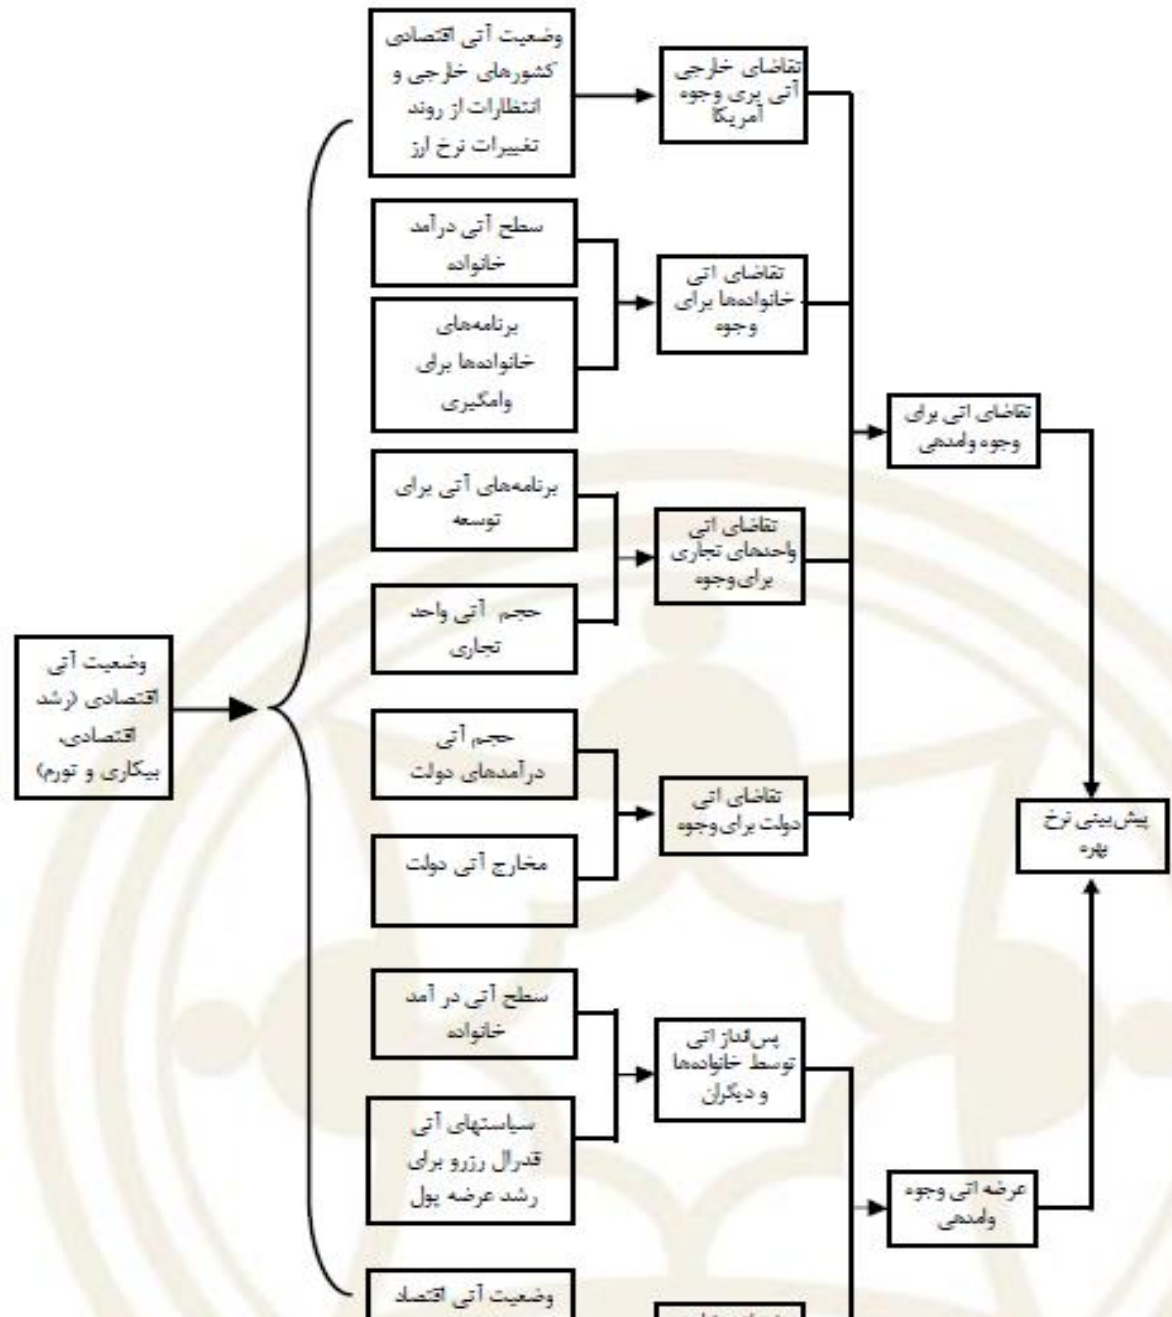 وضعیت آتی اقتصادی
کشورهای خارجی و
انتظارات از روند
تغییرات نرخ ارز
تقاضای خارجی
آتی بری وجوه
آمریکا
سطح آتی درآمد
خانواده
برنامه‌های
خانواده‌ها برای
وامگیری
تقاضای اتی
خانواده‌ها برای
وجوه
برنامه‌های آتی برای
توسعه
حجم آتی واحد
تجاری
تقاضای اتی
واحدهای تجاری
برای وجوه
تقاضای اتی برای
وجوه وامدهی
وضعیت آتی
اقتصادی (رشد
اقتصادی،
بیکاری و تورم)
حجم آتی
درآمدهای دولت
مخارج آتی دولت
تقاضای اتی
دولت برای وجوه
پیش‌بینی نرخ
بهره
سطح آتی در آمد
خانواده
سیاستهای آتی
قدرال رزرو برای
رشد عرضه پول
پس‌انداز اتی
توسط خانواده‌ها
و دیگران
عرضه اتی وجوه
وامدهی
وضعیت آتی اقتصاد